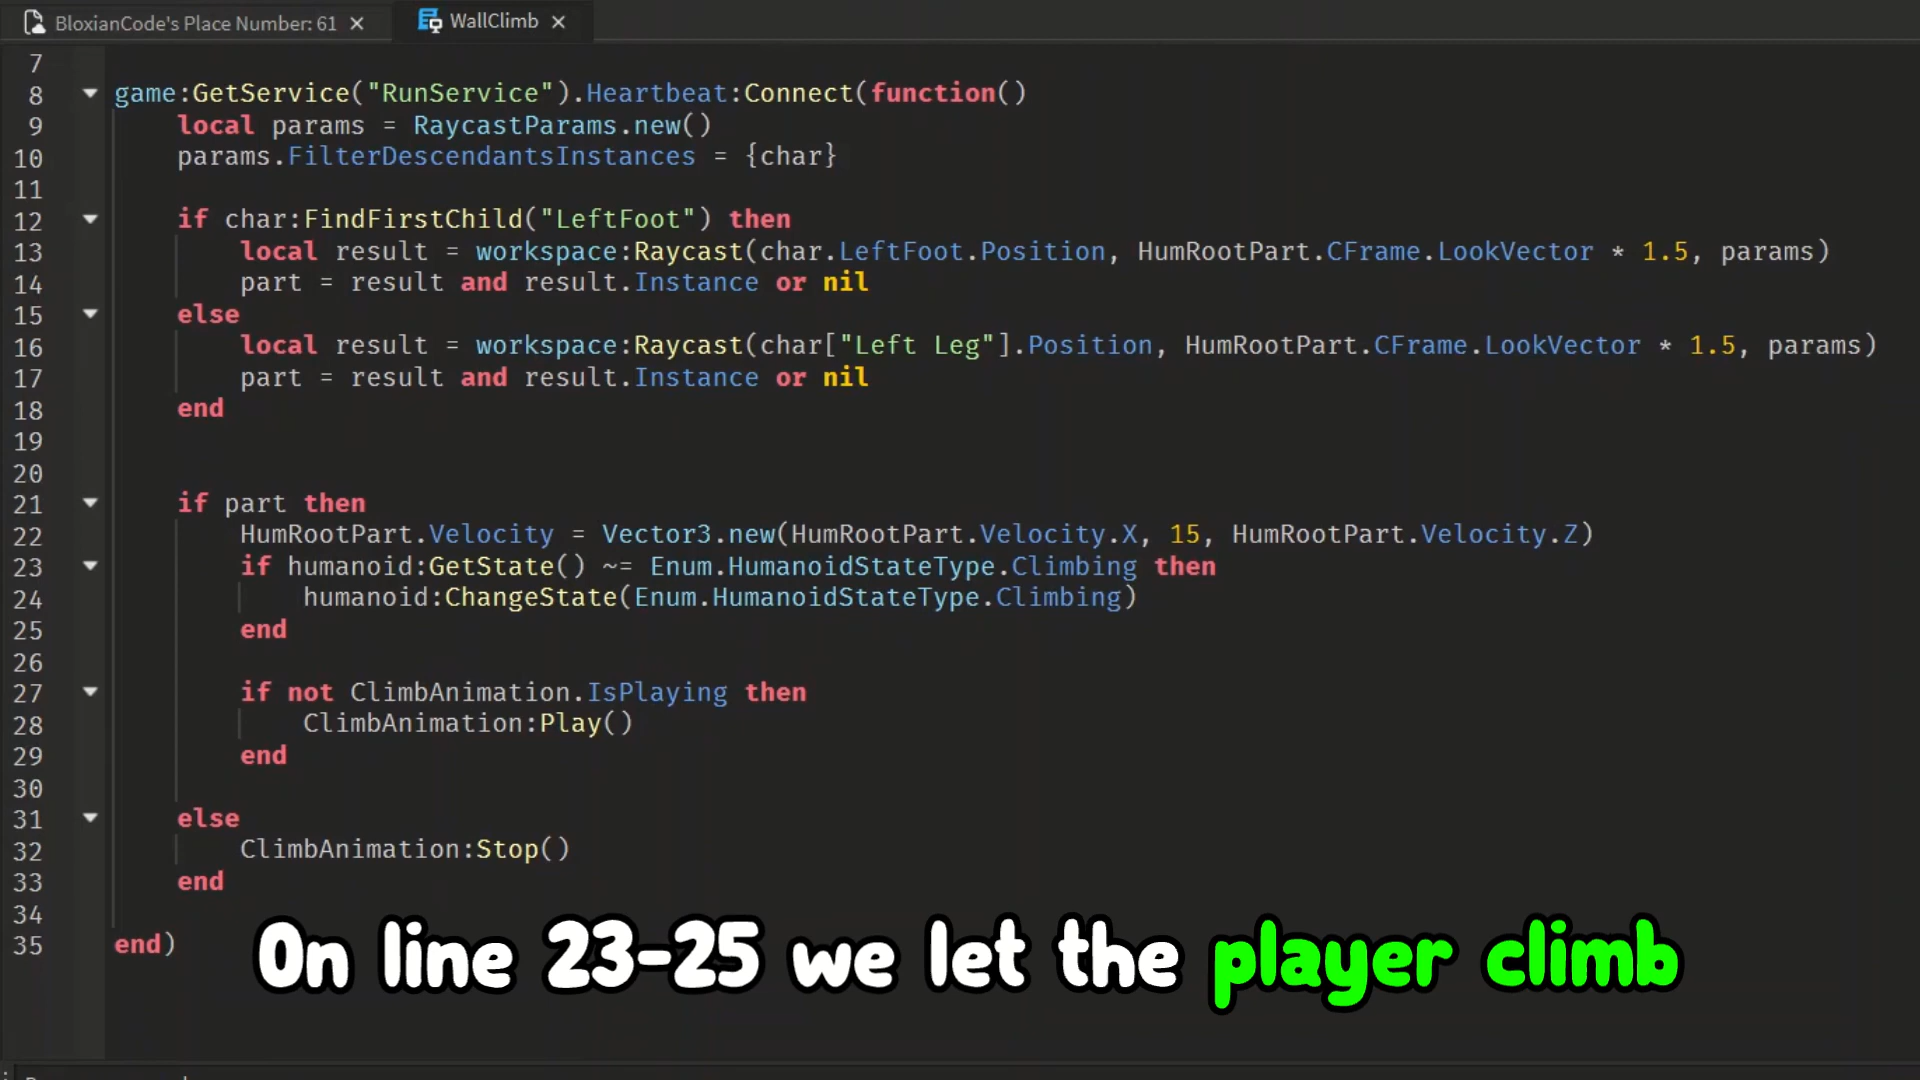 BloxianCode's Place Number: 61 × WallClimb ×
7
8 game:GetService("RunService").Heartbeat:Connect(function()
9 local params = RaycastParams.new()
10 params.FilterDescendantsInstances = {char}
11
12 if char:FindFirstChild("LeftFoot") then
13 local result = workspace:Raycast(char.LeftFoot.Position, HumRootPart.CFrame.LookVector * 1.5, params)
14 part = result and result.Instance or nil
15 else
16 local result = workspace:Raycast(char["Left Leg"].Position, HumRootPart.CFrame.LookVector * 1.5, params)
17 part = result and result.Instance or nil
18 end
19
20
21 if part then
22 HumRootPart.Velocity = Vector3.new(HumRootPart.Velocity.X, 15, HumRootPart.Velocity.Z)
23 if humanoid:GetState() ~= Enum.HumanoidStateType.Climbing then
24 humanoid:ChangeState(Enum.HumanoidStateType.Climbing)
25 end
26
27 if not ClimbAnimation.IsPlaying then
28 ClimbAnimation:Play()
29 end
30
31 else
32 ClimbAnimation:Stop()
33 end
34
35 end)
On line 23-25 we let the player climb